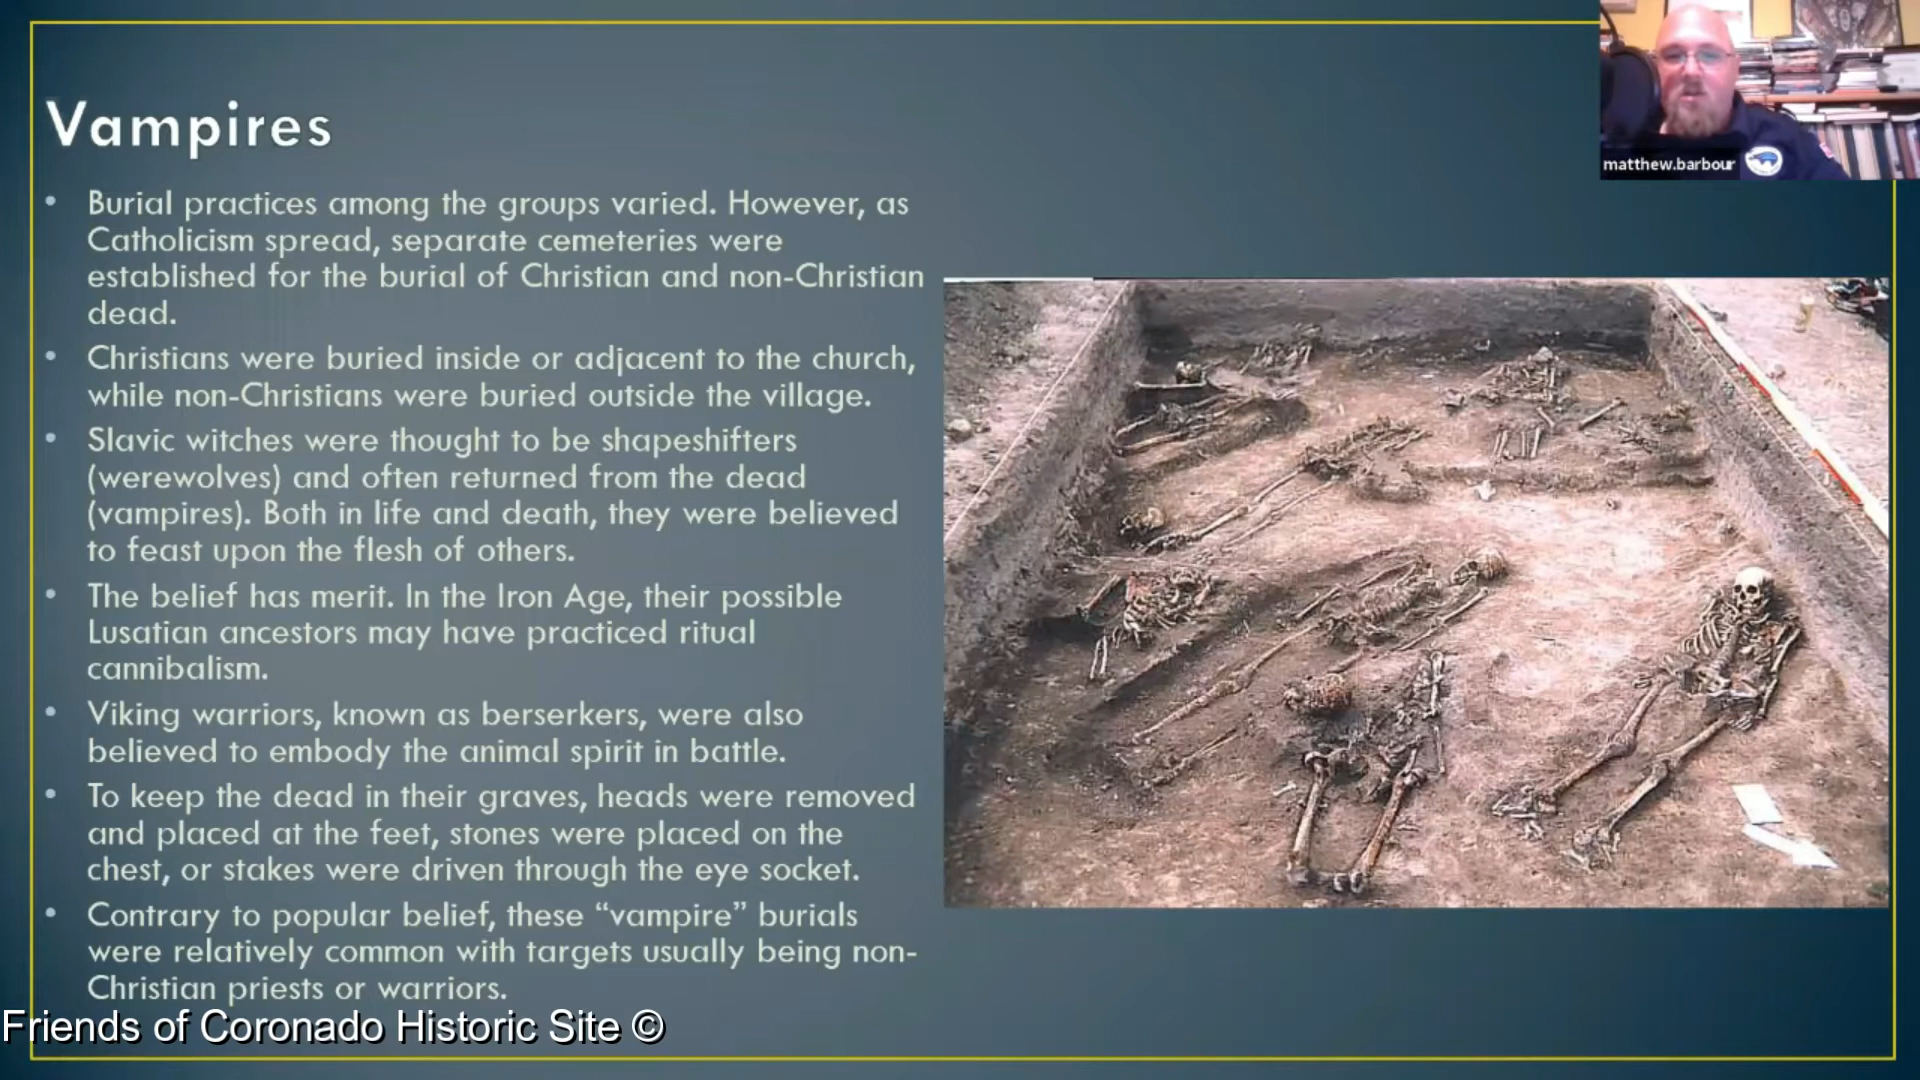 Vampires
• Burial practices among the groups varied. However, as
Catholicism spread, separate cemeteries were
established for the burial of Christian and non-Christian
dead.
• Christians were buried inside or adjacent to the church,
while non-Christians were buried outside the village.
• Slavic witches were thought to be shapeshifters
(werewolves) and often returned from the dead
(vampires). Both in life and death, they were believed
to feast upon the flesh of others.
• The belief has merit. In the Iron Age, their possible
Lusatian ancestors may have practiced ritual
cannibalism.
• Viking warriors, known as berserkers, were also
believed to embody the animal spirit in battle.
• To keep the dead in their graves, heads were removed
and placed at the feet, stones were placed on the
chest, or stakes were driven through the eye socket.
• Contrary to popular belief, these “vampire” burials
were relatively common with targets usually being non-
Christian priests or warriors.
Friends of Coronado Historic Site ©
matthew.barbour